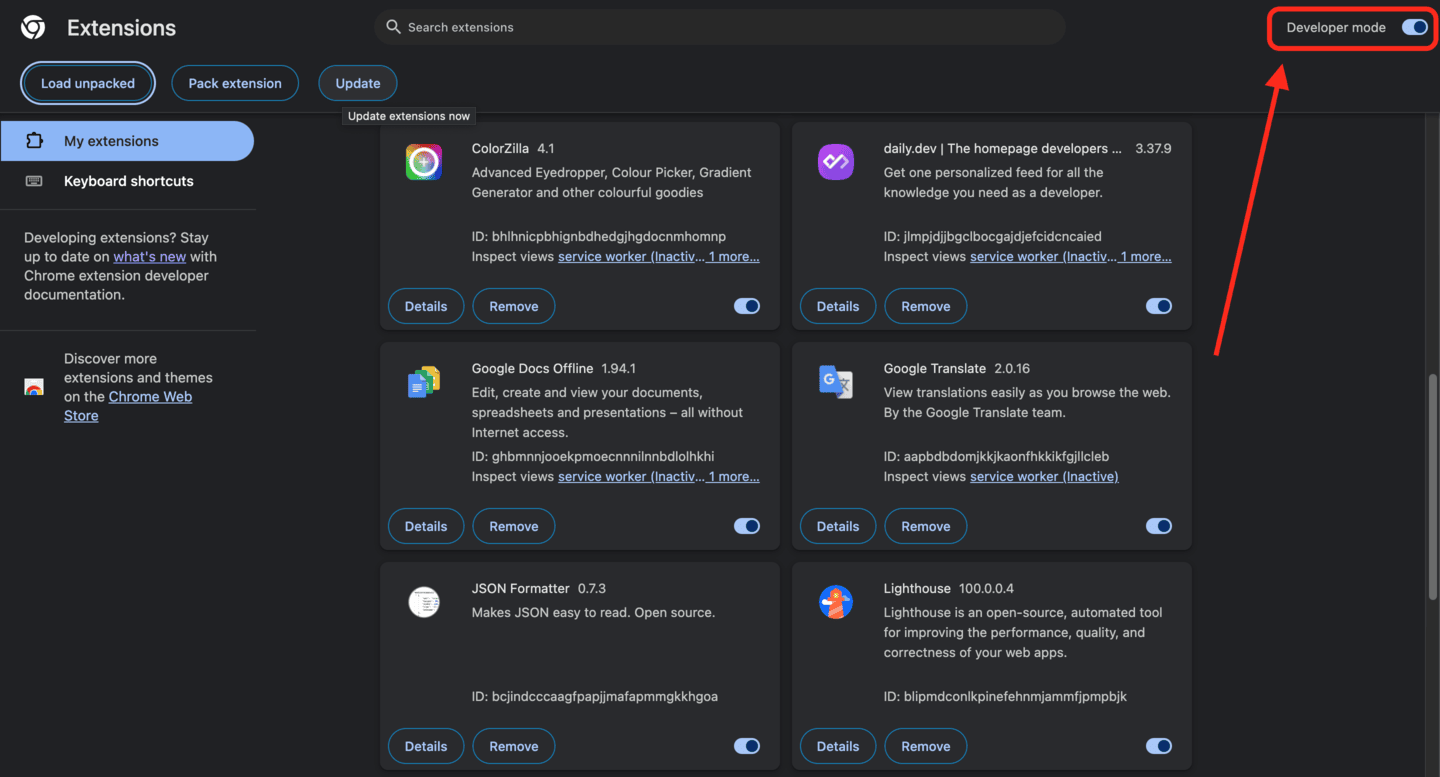 Extensions
Search extensions
Developer mode
Load unpacked
Pack extension
Update
Update extensions now
My extensions
Keyboard shortcuts
Developing extensions? Stay
up to date on what's new with
Chrome extension developer
documentation.
Discover more
extensions and themes
on the Chrome Web
Store
ColorZilla 4.1
Advanced Eyedropper, Colour Picker, Gradient
Generator and other colourful goodies
ID: bhlhnicpbhignbdhedgjhgdocnmhomnp
Inspect views service worker (Inactiv... 1 more...
Details
Remove
daily.dev | The homepage developers ... 3.37.9
Get one personalized feed for all the
knowledge you need as a developer.
ID: jlmpjdjjbgclbocgajdjefcidcncaied
Inspect views service worker (Inactiv... 1 more...
Details
Remove
Google Docs Offline 1.94.1
Edit, create and view your documents,
spreadsheets and presentations – all without
Internet access.
ID: ghbmnnjooekpmoecnnnilnnbdlolhkhi
Inspect views service worker (Inactiv... 1 more...
Details
Remove
Google Translate 2.0.16
View translations easily as you browse the web.
By the Google Translate team.
ID: aapbdbdomjkkjkaonfhkkikfgjllcleb
Inspect views service worker (Inactive)
Details
Remove
JSON Formatter 0.7.3
Makes JSON easy to read. Open source.
ID: bcjindcccaagfpapjjmafapmmgkkhgoa
Details
Remove
Lighthouse 100.0.0.4
Lighthouse is an open-source, automated tool
for improving the performance, quality, and
correctness of your web apps.
ID: blipmdconlkpinefehnmjammfjpmpbjk
Details
Remove